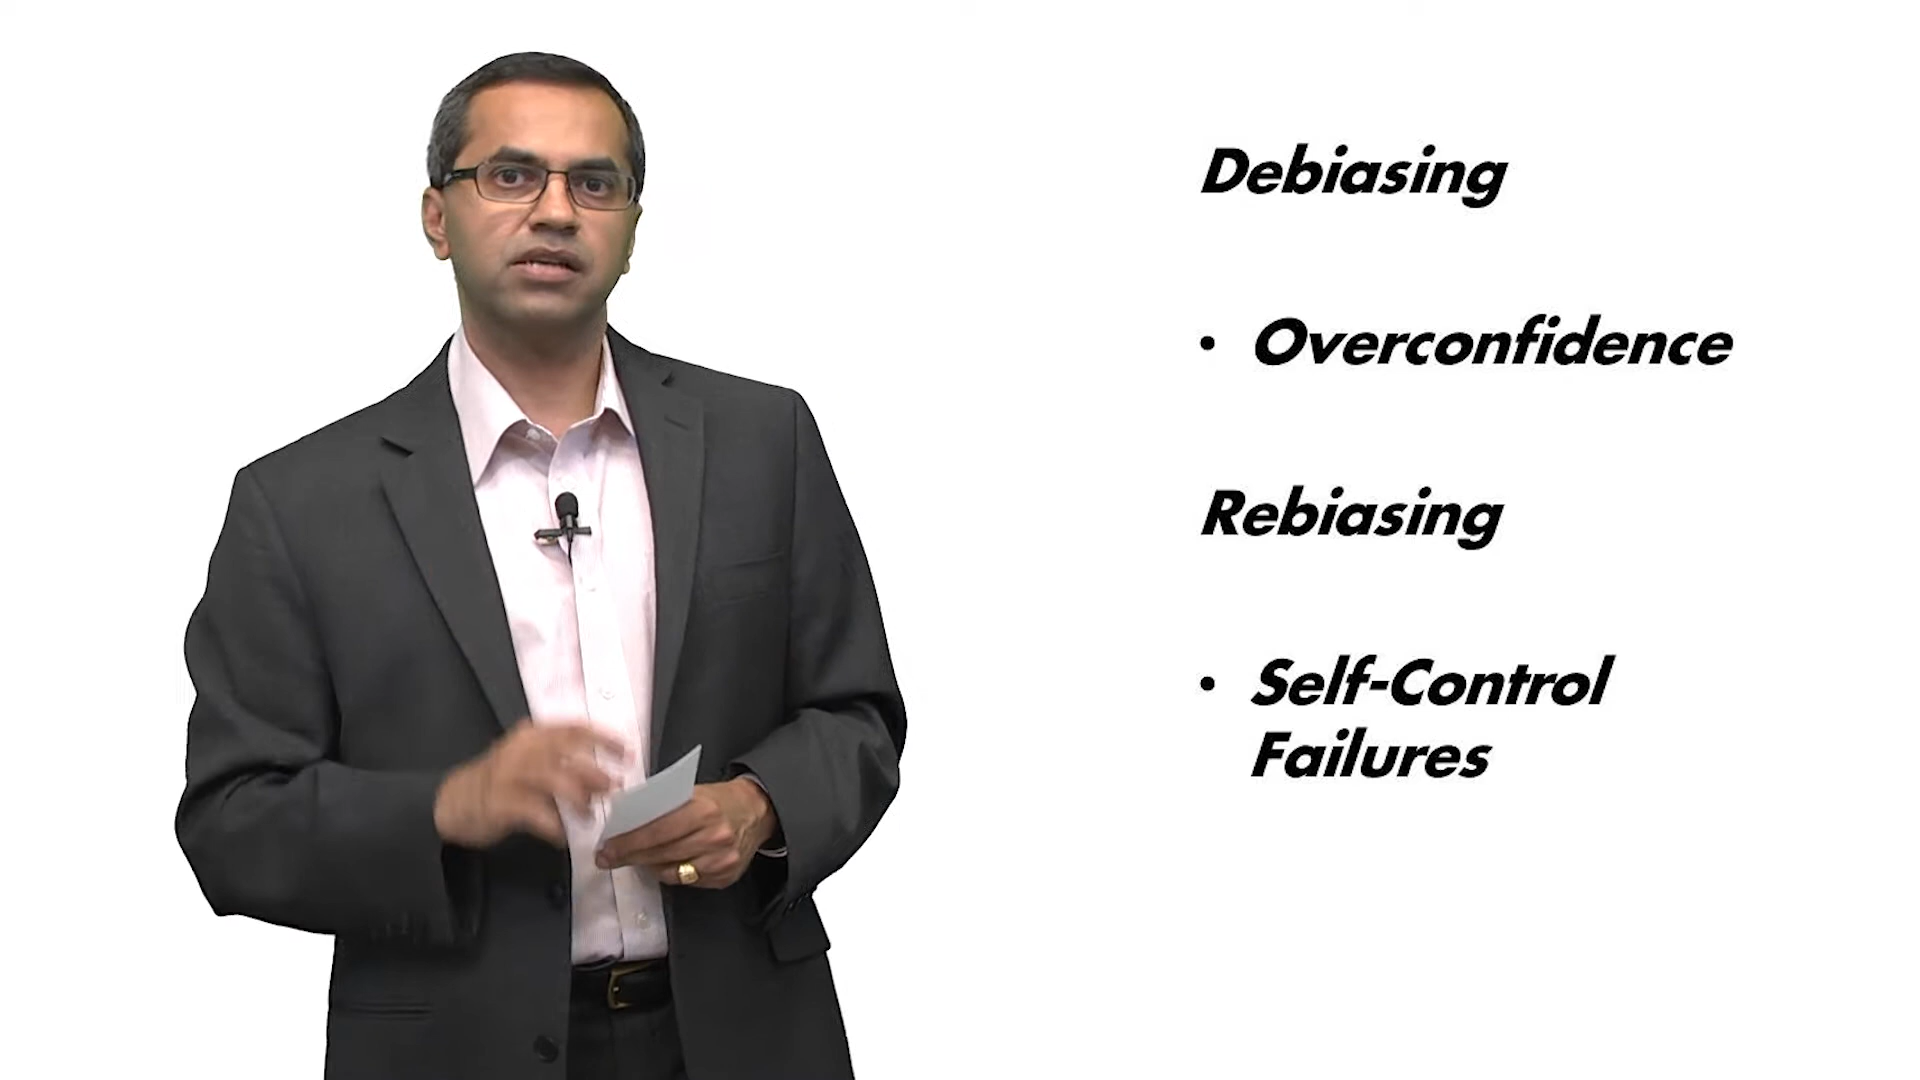 Debiasing
• Overconfidence
Rebiasing
• Self-Control
Failures